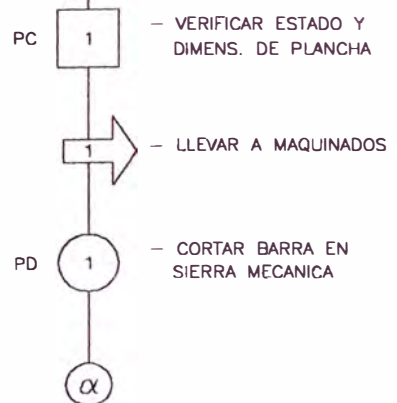 PC 1 – VERIFICAR ESTADO Y
DIMENS. DE PLANCHA
1 – LLEVAR A MAQUINADOS
PD 1 – CORTAR BARRA EN
SIERRA MECANICA
α